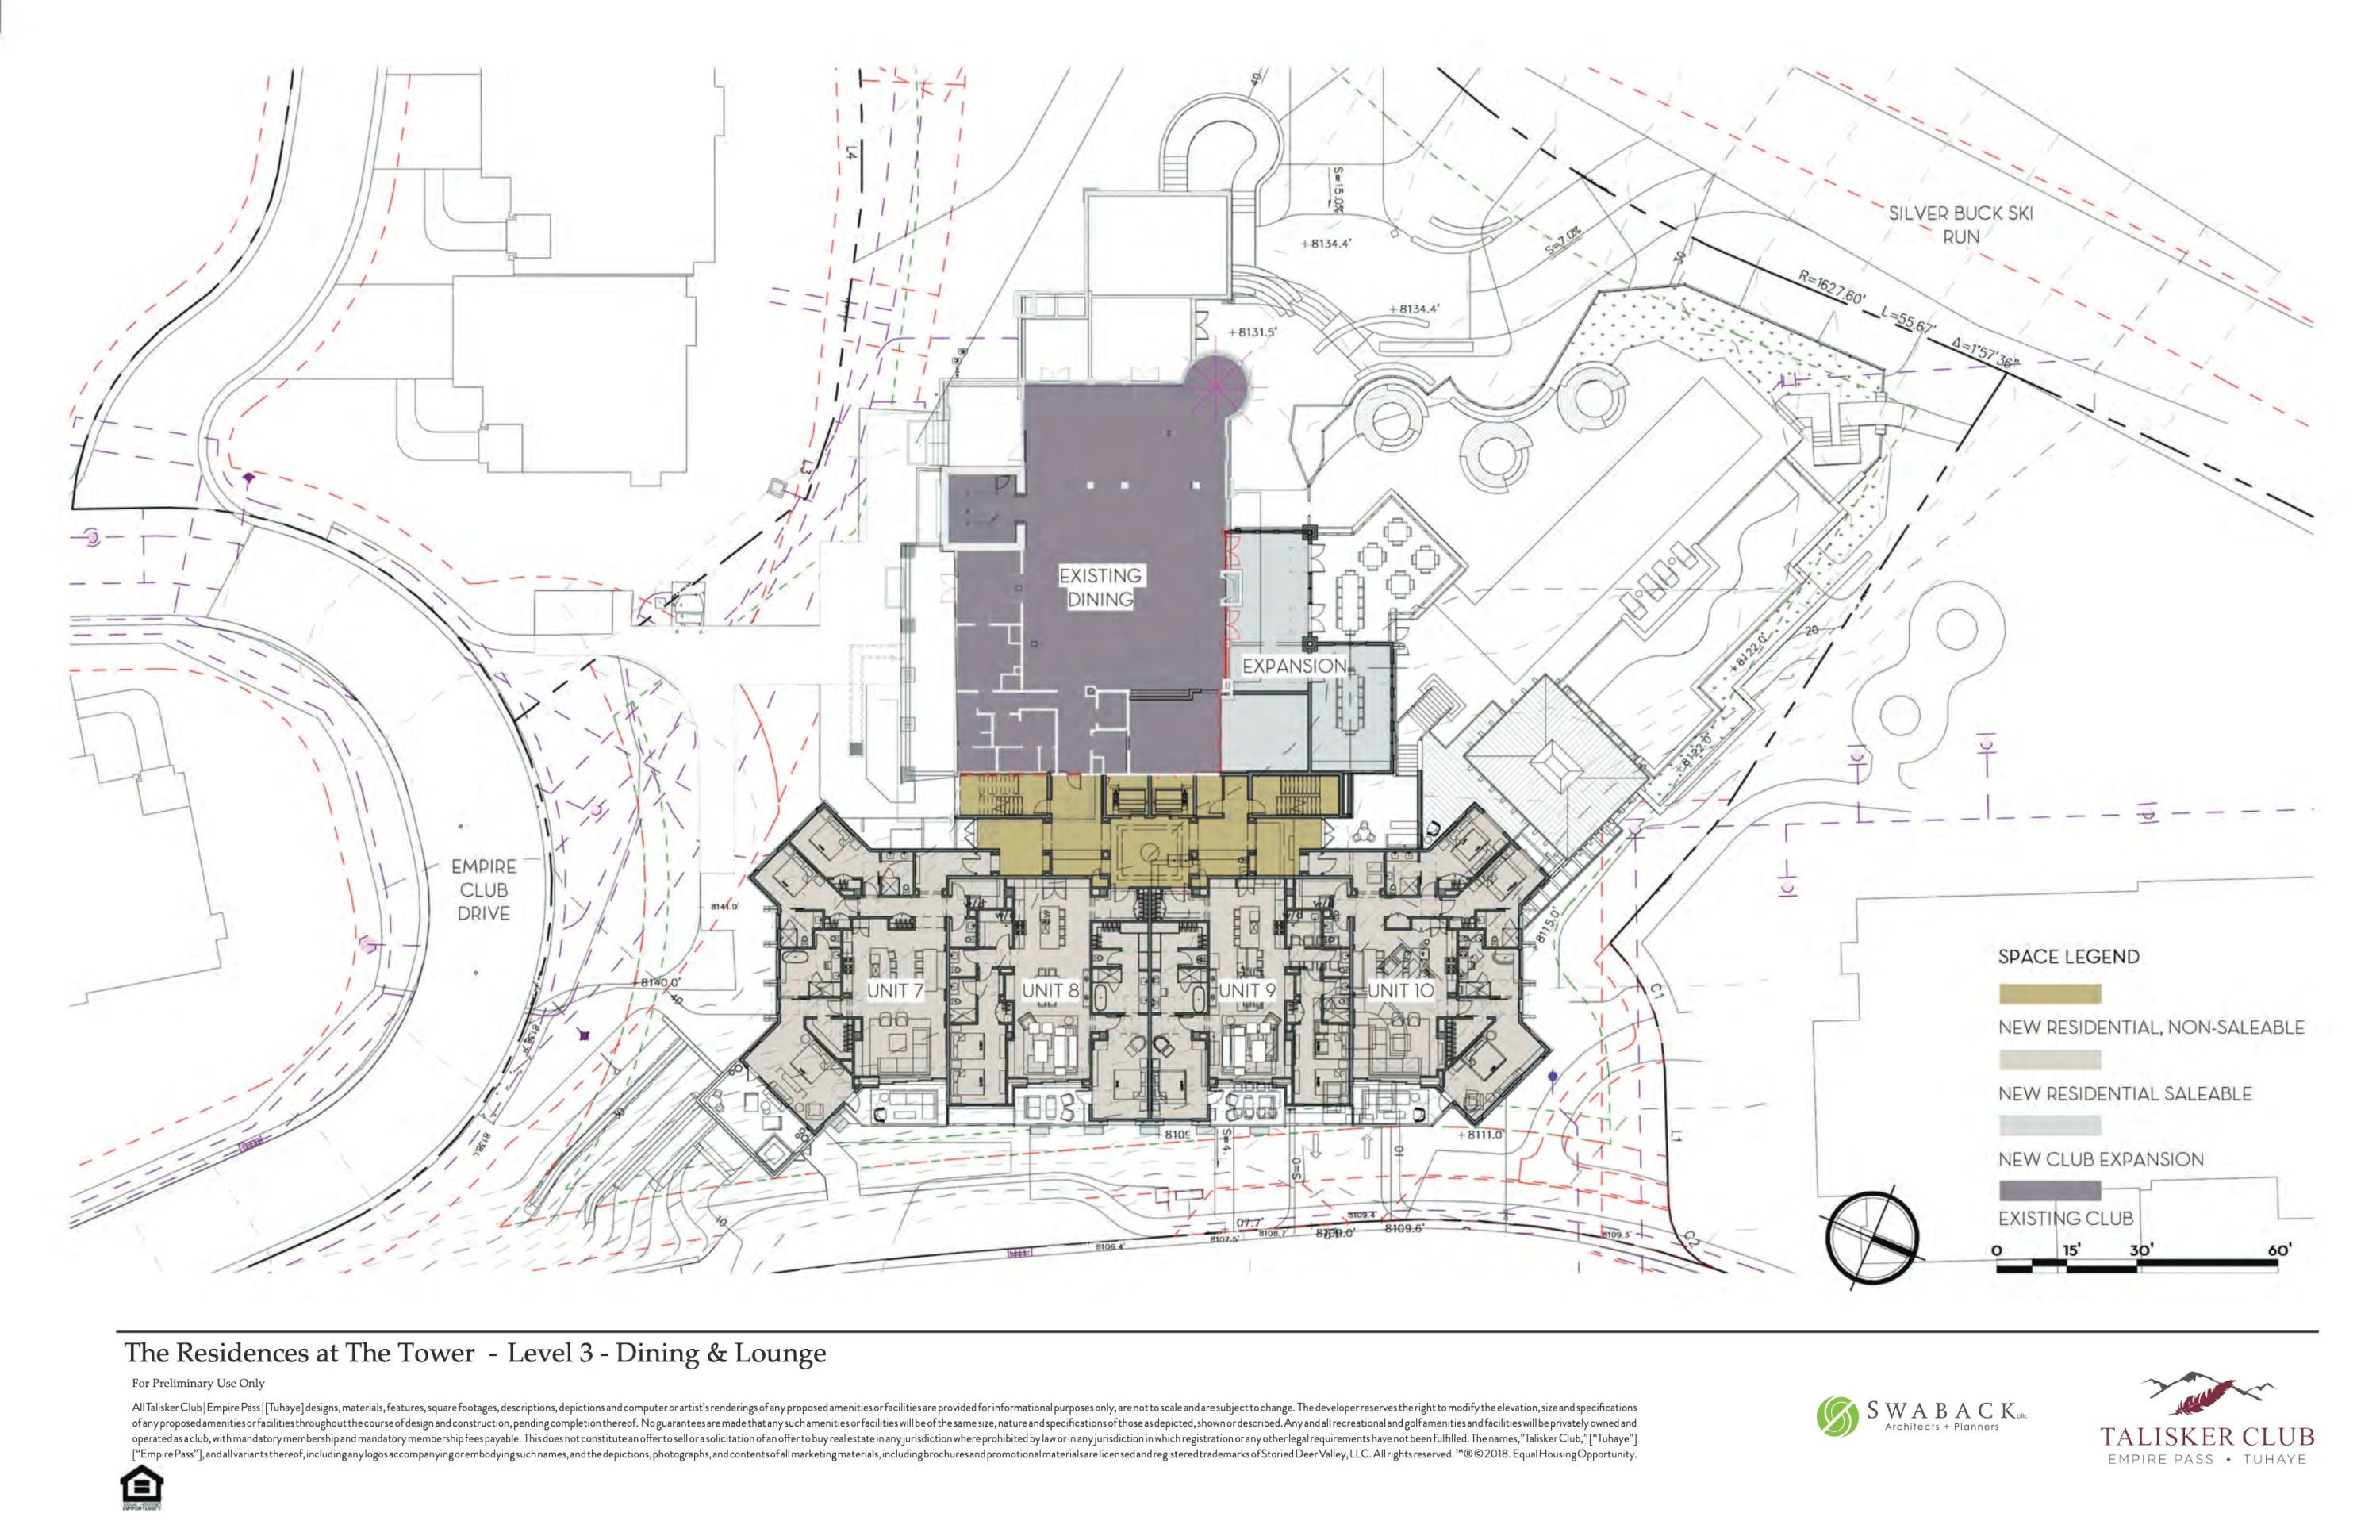 40
L4
S=15.0%
SILVER BUCK SKI
RUN
+8134.4'
S=7.0%
30
R=1627.60'
L=55.67'
Δ=1°57'36"
+8134.4'
+8131.5'
L3
EXISTING
DINING
EXPANSION
20
+8122.0'
+8122.0'
EMPIRE
CLUB
DRIVE
8141.0'
8115.0'
w/d
w/d
+8140.0'
40
UNIT 7
UNIT 8
UNIT 9
UNIT 10
C1
SPACE LEGEND
NEW RESIDENTIAL, NON-SALEABLE
NEW RESIDENTIAL SALEABLE
NEW CLUB EXPANSION
EXISTING CLUB
0 15' 30' 60'
30
+8111.0'
L1
10
10
07.7'
8109.4'
8109.6'
8106.4'
8107.5'
8108.7'
8109.3'
C2
The Residences at The Tower - Level 3 - Dining & Lounge
For Preliminary Use Only
All Talisker Club | Empire Pass | [Tuhaye] designs, materials, features, square footages, descriptions, depictions and computer or artist's renderings of any proposed amenities or facilities are provided for informational purposes only, are not to scale and are subject to change. The developer reserves the right to modify the elevation, size and specifications
of any proposed amenities or facilities throughout the course of design and construction, pending completion thereof. No guarantees are made that any such amenities or facilities will be of the same size, nature and specifications of those as depicted, shown or described. Any and all recreational and golf amenities and facilities will be privately owned and
operated as a club, with mandatory membership and mandatory membership fees payable. This does not constitute an offer to sell or a solicitation of an offer to buy real estate in any jurisdiction where prohibited by law or in any jurisdiction in which registration or any other legal requirements have not been fulfilled. The names, "Talisker Club," ["Tuhaye"]
["Empire Pass"], and all variants thereof, including any logos accompanying or embodying such names, and the depictions, photographs, and contents of all marketing materials, including brochures and promotional materials are licensed and registered trademarks of Storied Deer Valley, LLC. All rights reserved. ™®©2018. Equal Housing Opportunity.
SWABACK pllc
Architects + Planners
TALISKER CLUB
EMPIRE PASS • TUHAYE